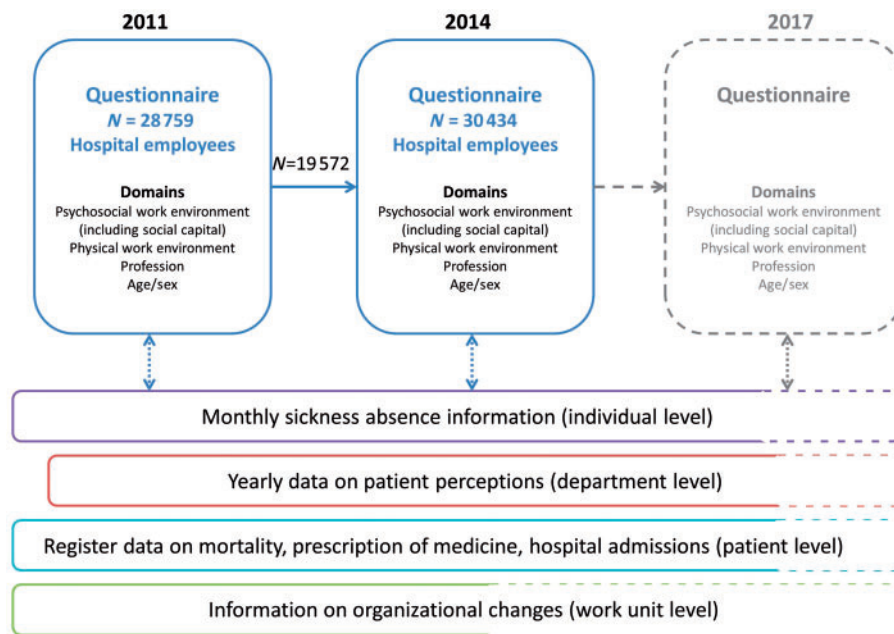 2011
2014
2017
Questionnaire
N = 28 759
Hospital employees
Domains
Psychosocial work environment
(including social capital)
Physical work environment
Profession
Age/sex
N=19 572
Questionnaire
N = 30 434
Hospital employees
Domains
Psychosocial work environment
(including social capital)
Physical work environment
Profession
Age/sex
Questionnaire
Domains
Psychosocial work environment
(including social capital)
Physical work environment
Profession
Age/sex
Monthly sickness absence information (individual level)
Yearly data on patient perceptions (department level)
Register data on mortality, prescription of medicine, hospital admissions (patient level)
Information on organizational changes (work unit level)